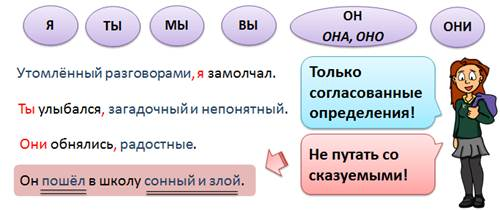 Я
ТЫ
МЫ
ВЫ
ОН
ОНА, ОНО
ОНИ
Утомлённый разговорами, я замолчал.
Ты улыбался, загадочный и непонятный.
Они обнялись, радостные.
Он пошёл в школу сонный и злой.
Только
согласованные
определения!
Не путать со
сказуемыми!